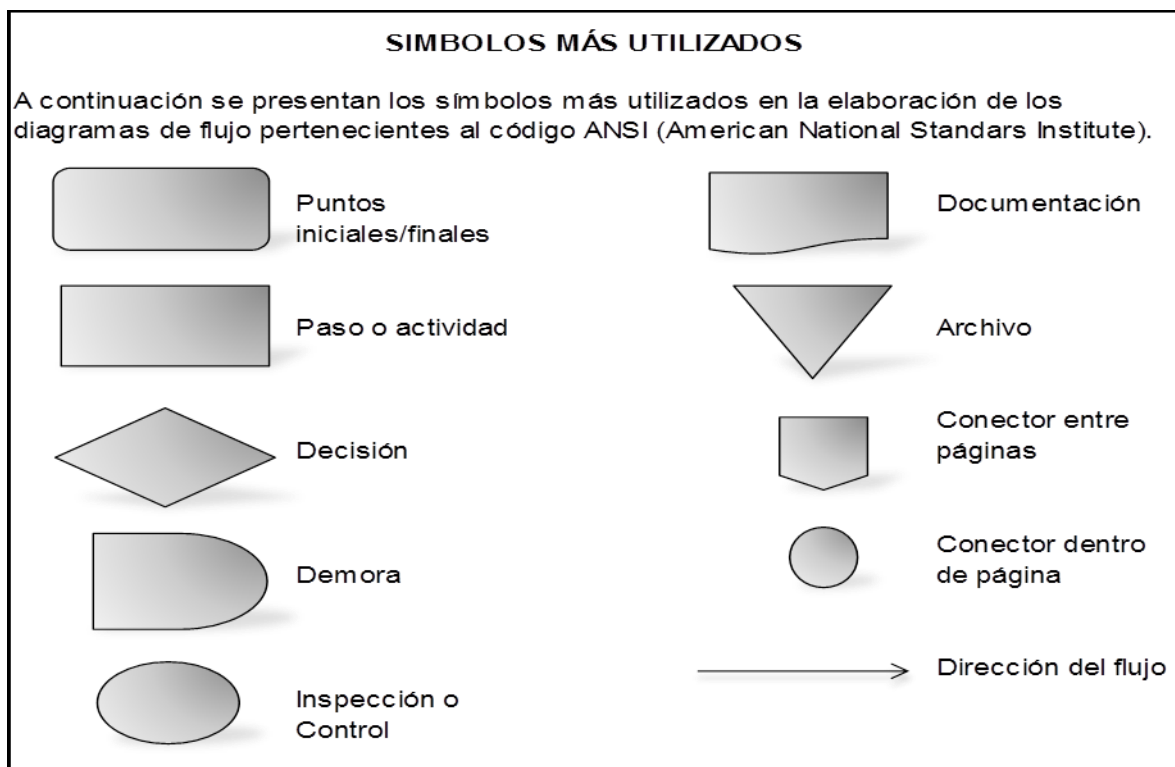 SIMBOLOS MÁS UTILIZADOS
A continuación se presentan los símbolos más utilizados en la elaboración de los
diagramas de flujo pertenecientes al código ANSI (American National Standars Institute).
Puntos
iniciales/finales
Paso o actividad
Decisión
Demora
Inspección o
Control
Documentación
Archivo
Conector entre
páginas
Conector dentro
de página
Dirección del flujo